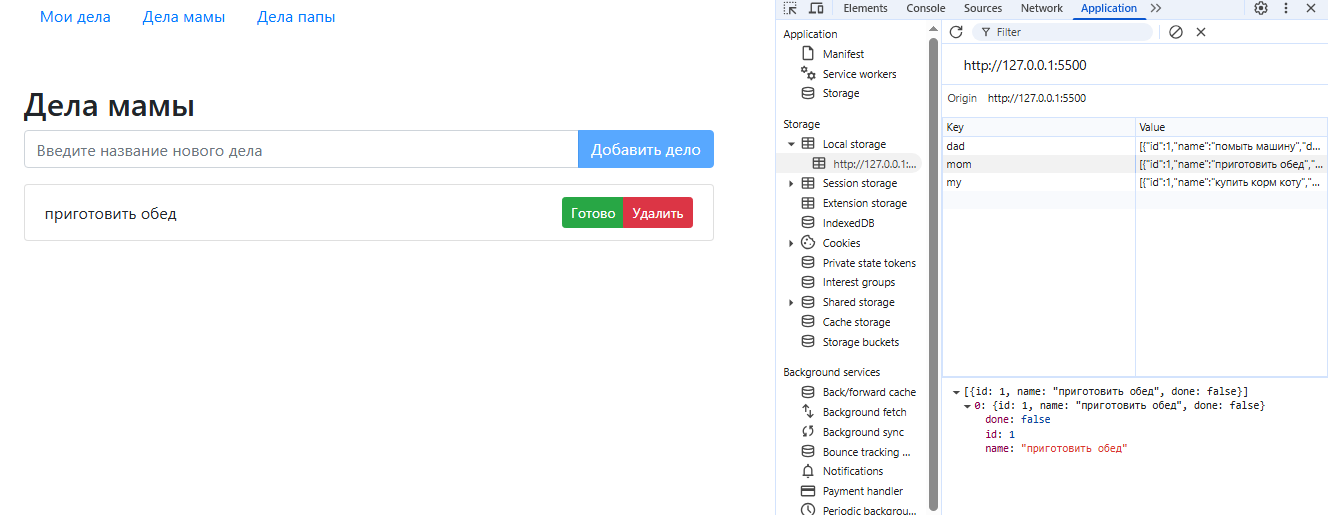 Мои дела Дела мамы Дела папы
Дела мамы
Введите название нового дела Добавить дело
приготовить обед Готово Удалить
Elements Console Sources Network Application
Application
Manifest
Service workers
Storage
Storage
Local storage
http://127.0.0.1:...
Session storage
Extension storage
IndexedDB
Cookies
Private state tokens
Interest groups
Shared storage
Cache storage
Storage buckets
Background services
Back/forward cache
Background fetch
Background sync
Bounce tracking ...
Notifications
Payment handler
Periodic backgrou...
Filter
http://127.0.0.1:5500
Origin http://127.0.0.1:5500
Key Value
dad [{"id":1,"name":"помыть машину","d...
mom [{"id":1,"name":"приготовить обед","...
my [{"id":1,"name":"купить корм коту","...
[{id: 1, name: "приготовить обед", done: false}]
0: {id: 1, name: "приготовить обед", done: false}
done: false
id: 1
name: "приготовить обед"